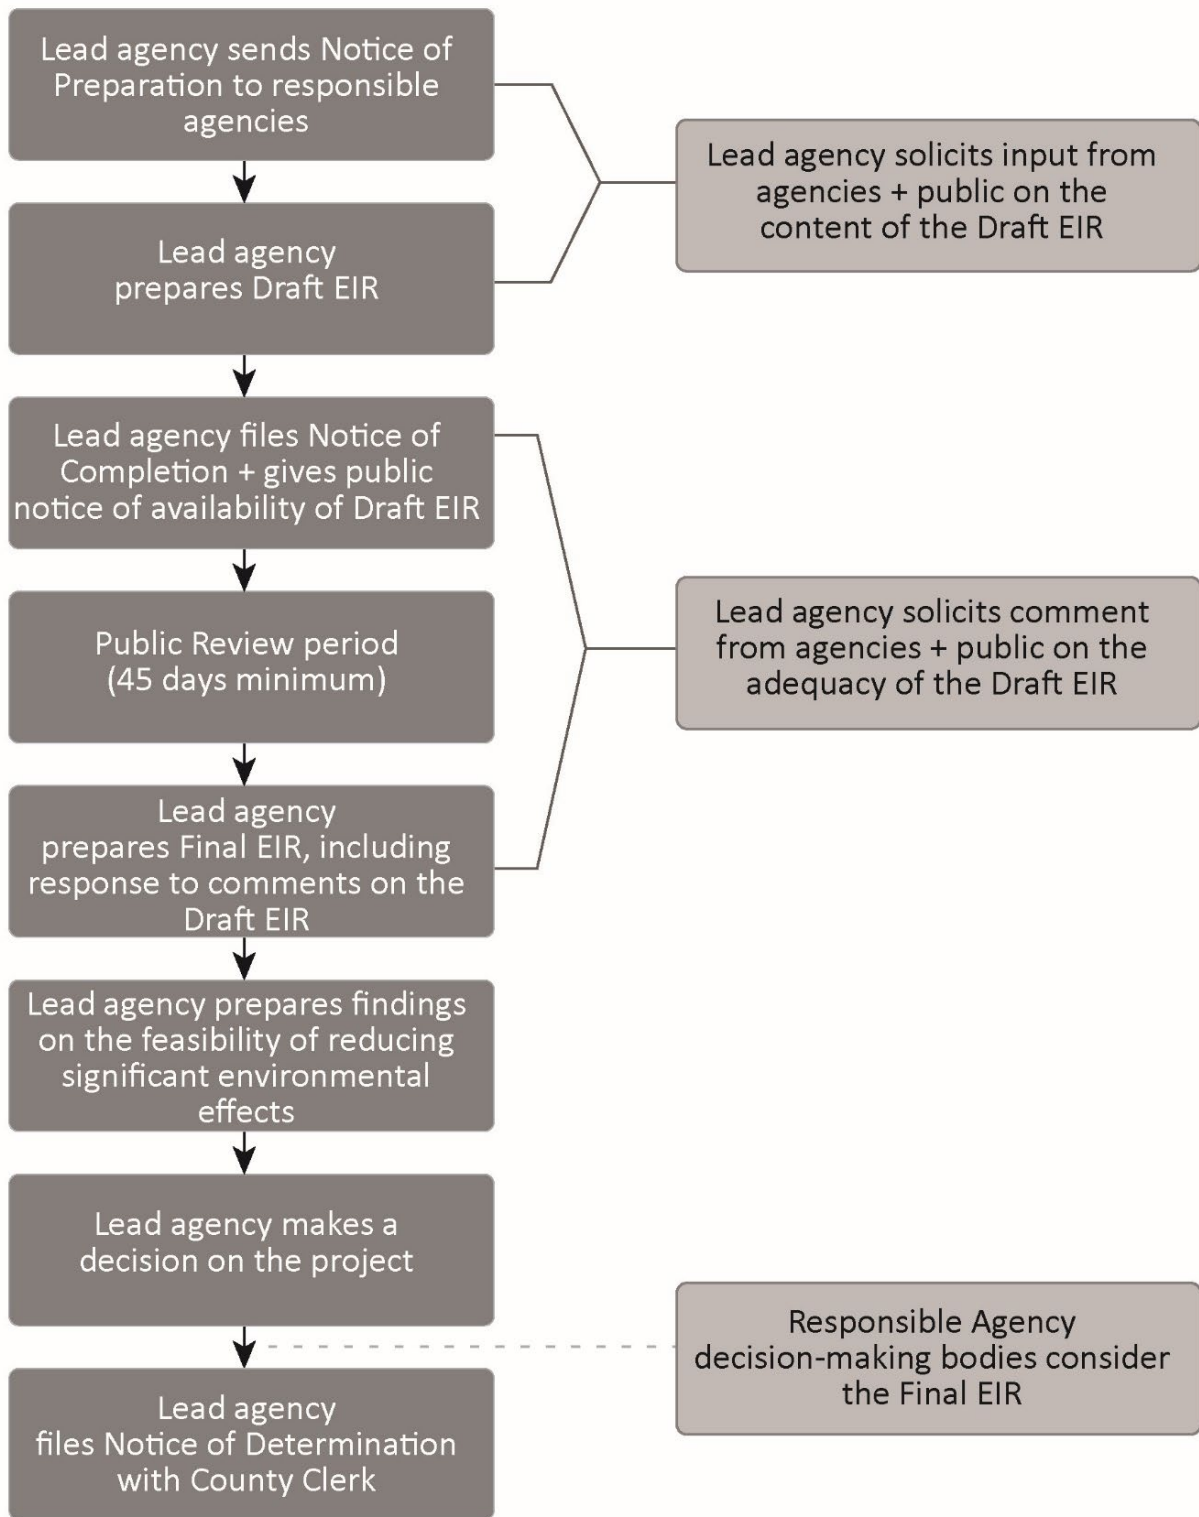 Lead agency sends Notice of
Preparation to responsible
agencies
Lead agency solicits input from
agencies + public on the
content of the Draft EIR
Lead agency
prepares Draft EIR
Lead agency files Notice of
Completion + gives public
notice of availability of Draft EIR
Public Review period
(45 days minimum)
Lead agency solicits comment
from agencies + public on the
adequacy of the Draft EIR
Lead agency
prepares Final EIR, including
response to comments on the
Draft EIR
Lead agency prepares findings
on the feasibility of reducing
significant environmental
effects
Lead agency makes a
decision on the project
Responsible Agency
decision-making bodies consider
the Final EIR
Lead agency
files Notice of Determination
with County Clerk